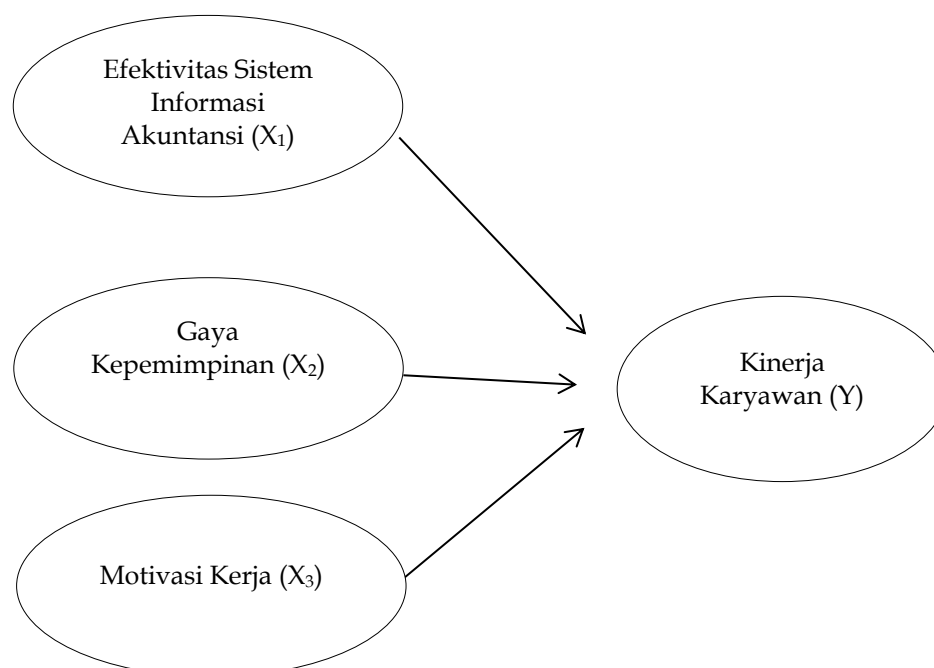 Efektivitas Sistem
Informasi
Akuntansi (X₁)
Gaya
Kepemimpinan (X₂)
Kinerja
Karyawan (Y)
Motivasi Kerja (X₃)